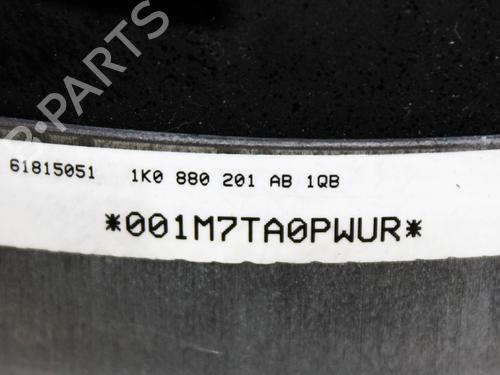 B-PARTS
61815051 1K0 880 201 AB 1QB
*001M7TA0PWUR*